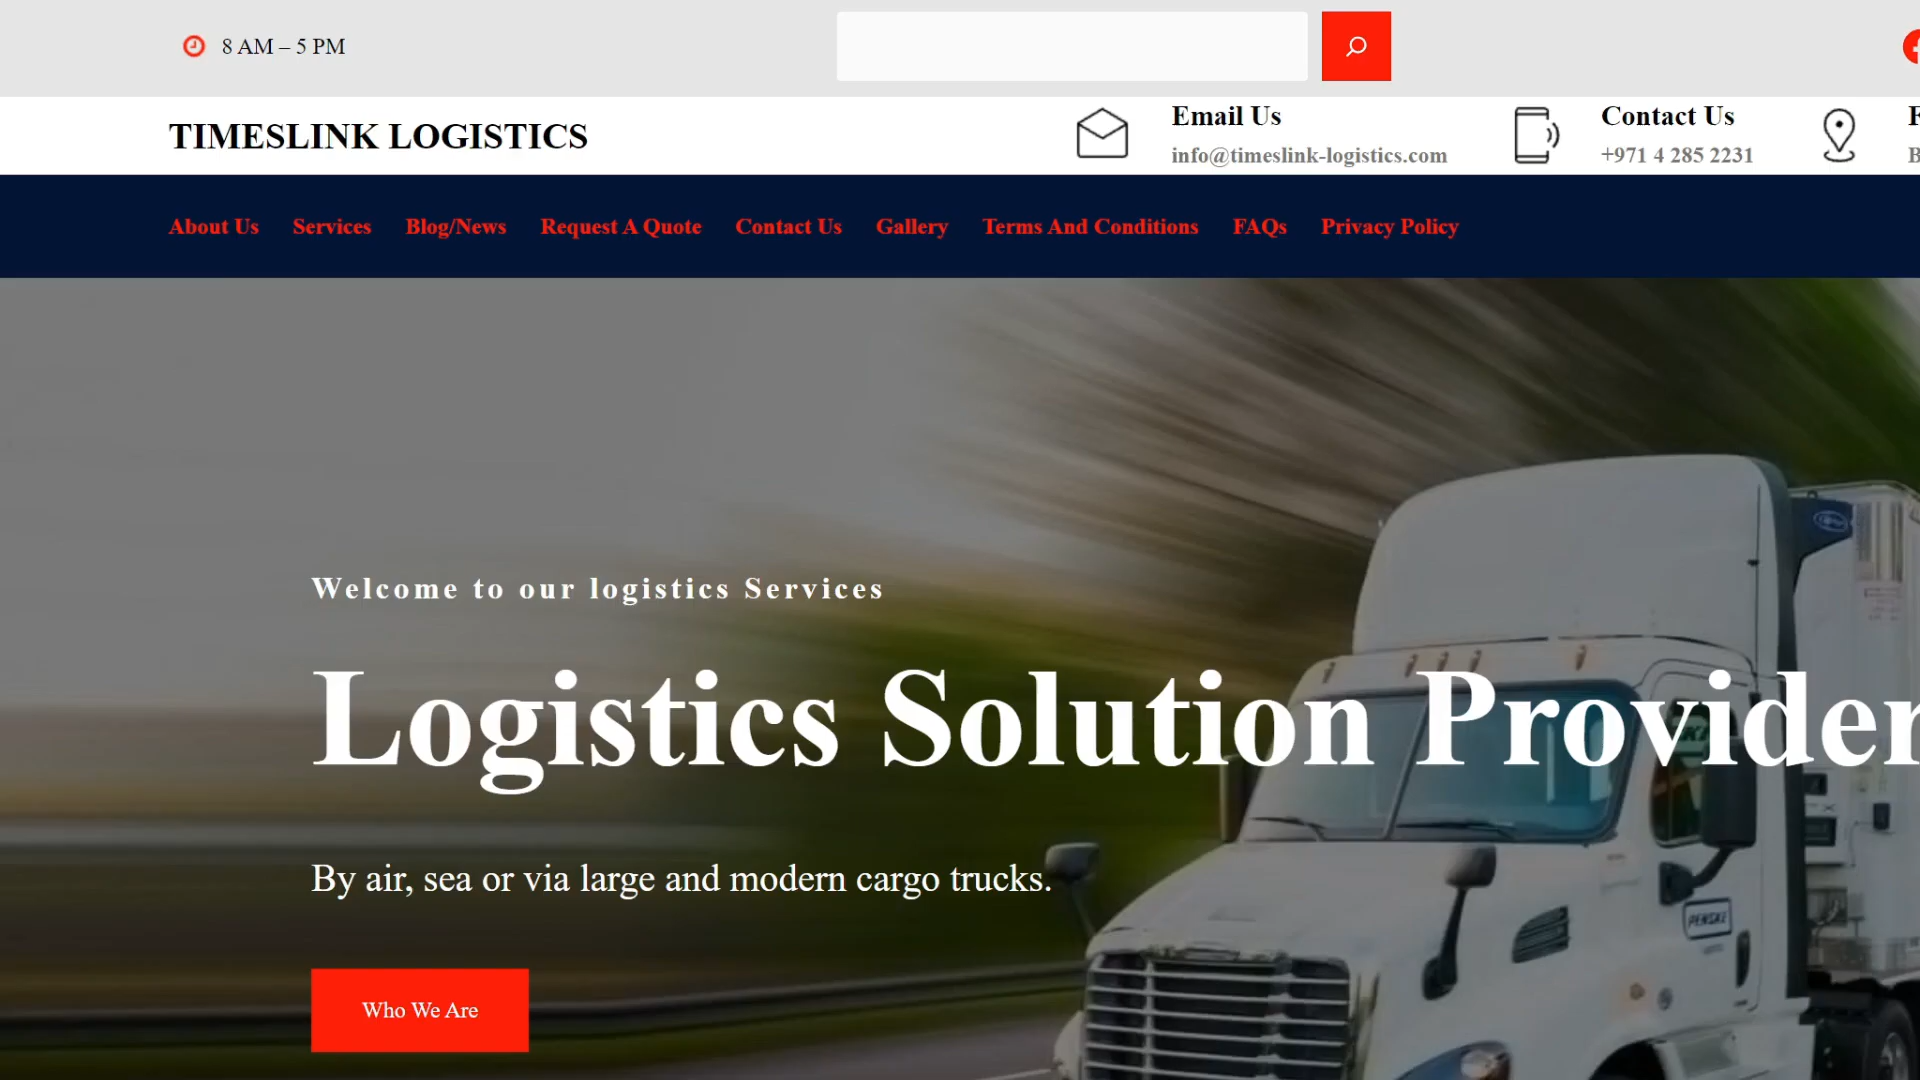 8 AM – 5 PM
TIMESLINK LOGISTICS
Email Us
info@timeslink-logistics.com
Contact Us
+971 4 285 2231
About Us
Services
Blog/News
Request A Quote
Contact Us
Gallery
Terms And Conditions
FAQs
Privacy Policy
Welcome to our logistics Services
Logistics Solution Provider
By air, sea or via large and modern cargo trucks.
PENSKE
Who We Are